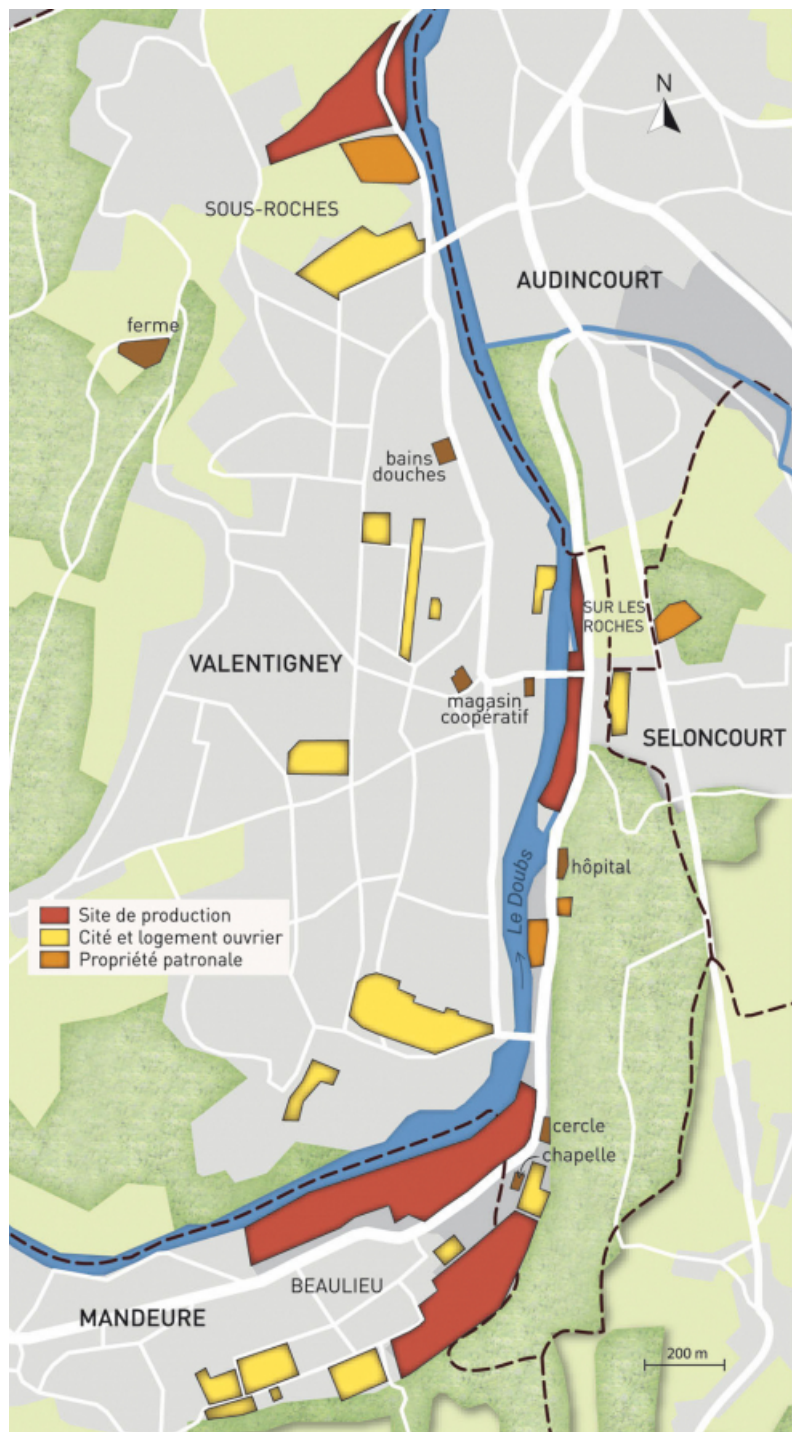 N
SOUS-ROCHES
AUDINCOURT
ferme
bains
douches
SUR LES
ROCHES
VALENTIGNEY
magasin
coopératif
SELONCOURT
Le Doubs
hôpital
Site de production
Cité et logement ouvrier
Propriété patronale
cercle
chapelle
BEAULIEU
MANDEURE
200 m